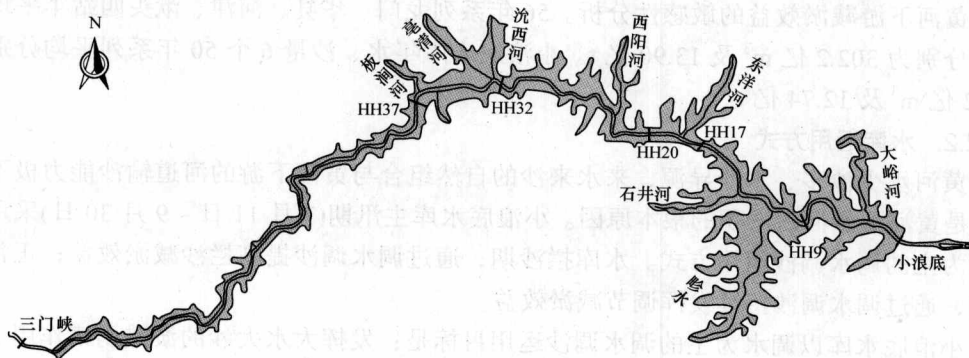 N
亳清河
沇西河
西阳河
东洋河
板涧河
HH37
HH32
HH17
HH20
大峪河
石井河
HH9
小浪底
畛水
三门峡